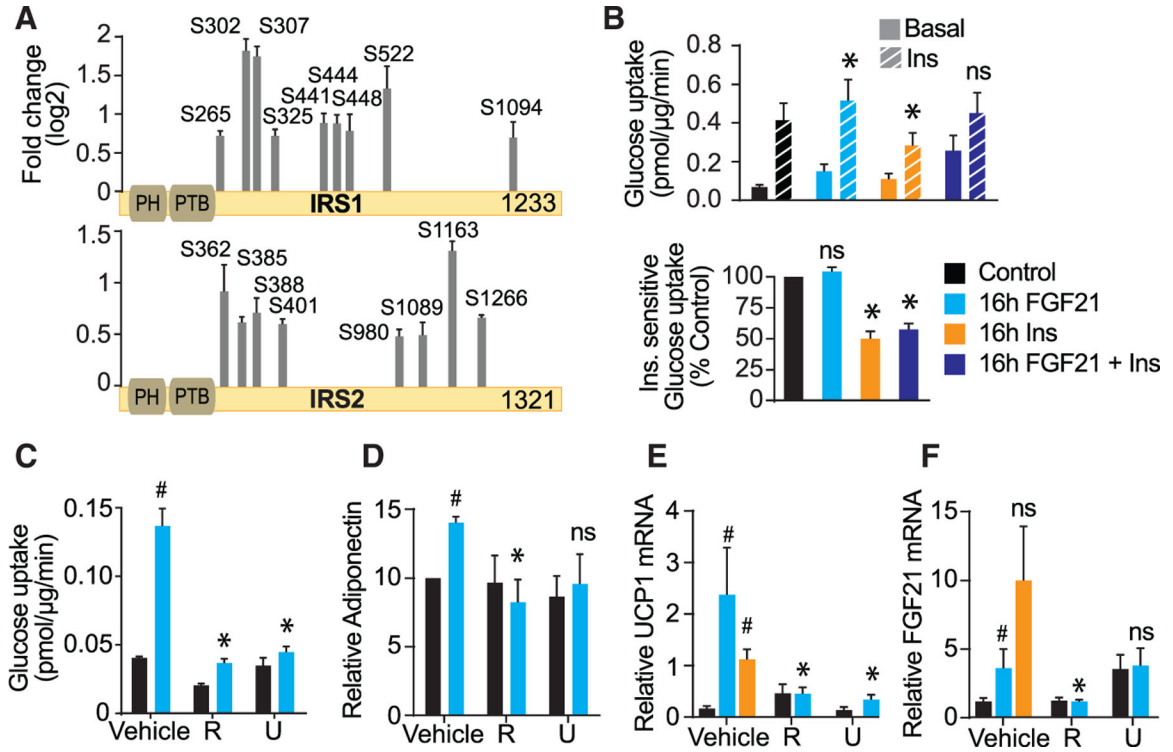 A
Fold change
(log2)
2
1.5
1
0.5
0
S302
S307
S522
S444
S441
S448
S265
S325
S1094
PH
PTB
IRS1
1233
1.5
1
0.5
0
S1163
S362
S385
S388
S401
S1089
S1266
S980
PH
PTB
IRS2
1321
B
Basal
Ins
Glucose uptake
(pmol/µg/min)
0.8
0.6
0.4
0.2
0.0
*
*
ns
Ins. sensitive
Glucose uptake
(% Control)
100
75
50
25
0
ns
*
*
Control
16h FGF21
16h Ins
16h FGF21 + Ins
C
Glucose uptake
(pmol/µg/min)
0.15
0.10
0.05
0
#
*
*
Vehicle R U
D
Relative Adiponectin
15
10
5
0
#
*
ns
Vehicle R U
E
Relative UCP1 mRNA
4
3
2
1
0
#
#
*
*
Vehicle R U
F
Relative FGF21 mRNA
15
10
5
0
#
ns
*
ns
Vehicle R U